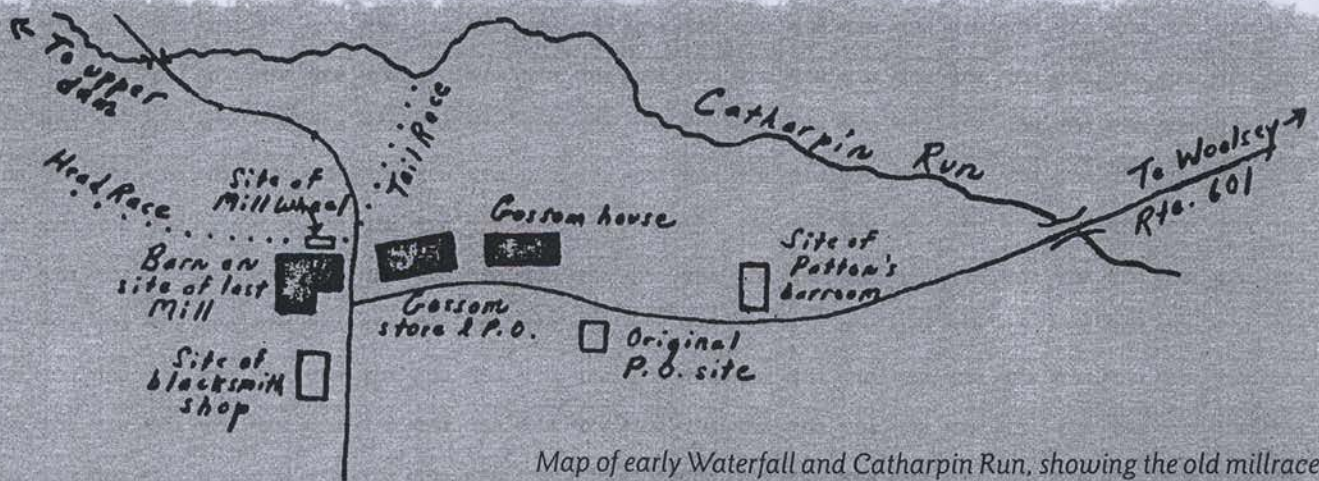 To upper
dam
Head Race
Site of
Mill Wheel
Tail Race
Catharpin Run
To Woolsey
Rte. 601
Barn on
site of last
Mill
Gossom house
Gossom
store & P.O.
Site of
Patton's
barroom
Original
P.O. site
Site of
blacksmith
shop
Map of early Waterfall and Catharpin Run, showing the old millrace